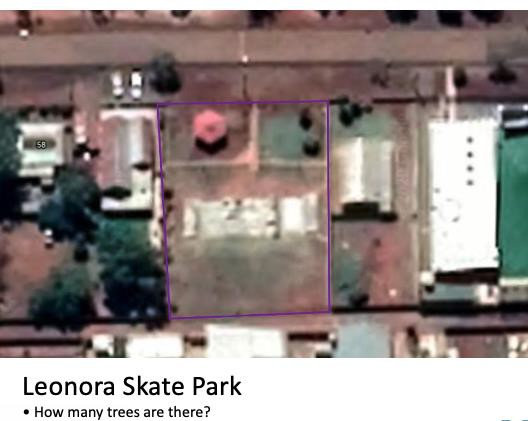 58
Leonora Skate Park
• How many trees are there?